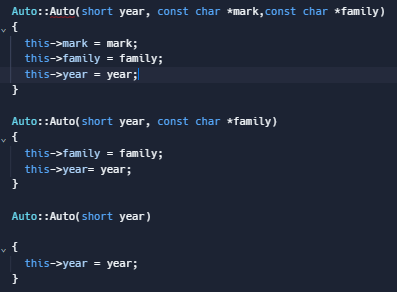 Auto::Auto(short year, const char *mark,const char *family)
{
this->mark = mark;
this->family = family;
this->year = year;
}
Auto::Auto(short year, const char *family)
{
this->family = family;
this->year= year;
}
Auto::Auto(short year)
{
this->year = year;
}